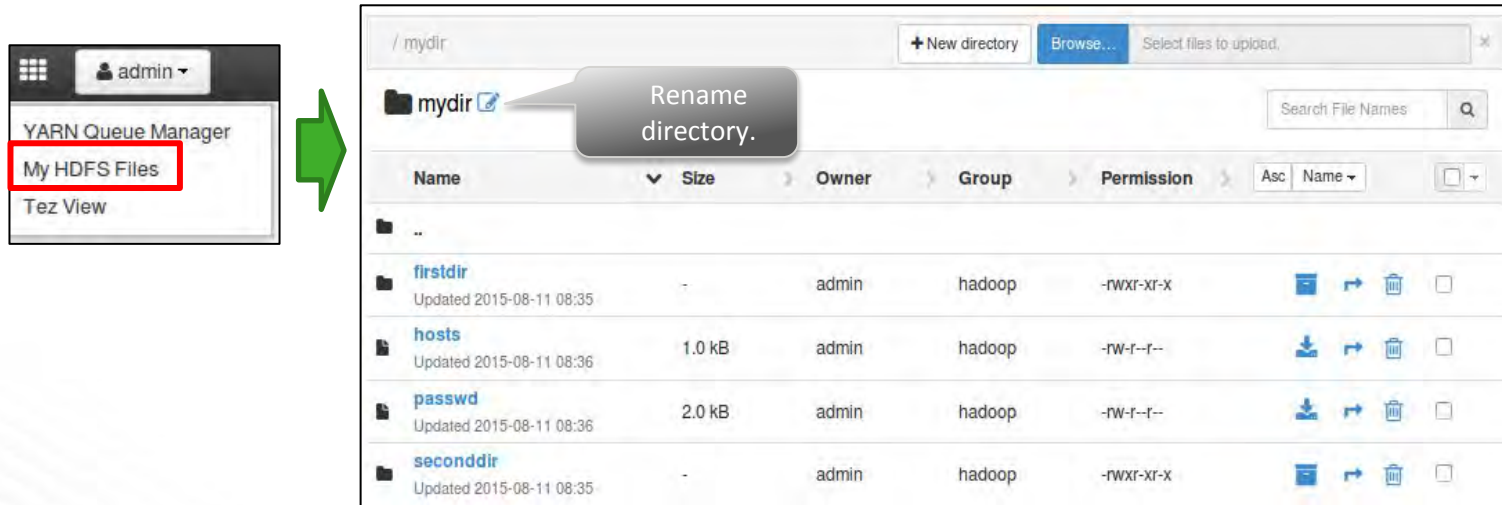 admin
YARN Queue Manager
My HDFS Files
Tez View
/ mydir
+ New directory
Browse...
Select files to upload.
×
mydir
Rename
directory.
Search File Names
Name Size Owner Group Permission Asc Name
..
firstdir
Updated 2015-08-11 08:35
- admin hadoop -rwxr-xr-x
hosts
Updated 2015-08-11 08:36
1.0 kB admin hadoop -rw-r--r--
passwd
Updated 2015-08-11 08:36
2.0 kB admin hadoop -rw-r--r--
seconddir
Updated 2015-08-11 08:35
- admin hadoop -rwxr-xr-x